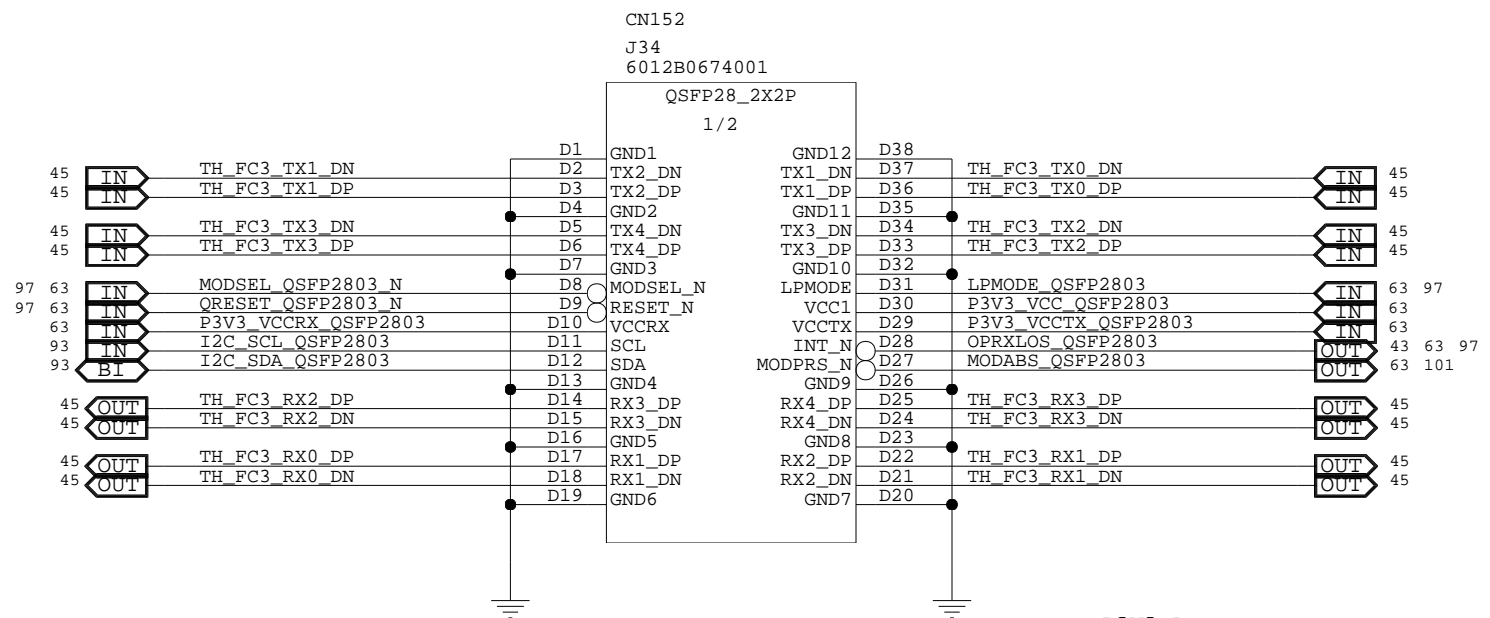 CN152
J34
6012B0674001
QSFP28_2X2P
1/2
D1 GND1 GND12 D38
45 IN TH_FC3_TX1_DN D2 TX2_DN TX1_DN D37 TH_FC3_TX0_DN IN 45
45 IN TH_FC3_TX1_DP D3 TX2_DP TX1_DP D36 TH_FC3_TX0_DP IN 45
D4 GND2 GND11 D35
45 IN TH_FC3_TX3_DN D5 TX4_DN TX3_DN D34 TH_FC3_TX2_DN IN 45
45 IN TH_FC3_TX3_DP D6 TX4_DP TX3_DP D33 TH_FC3_TX2_DP IN 45
D7 GND3 GND10 D32
97 63 IN MODSEL_QSFP2803_N D8 MODSEL_N LPMODE D31 LPMODE_QSFP2803 IN 63 97
97 63 IN QRESET_QSFP2803_N D9 RESET_N VCC1 D30 P3V3_VCC_QSFP2803 IN 63
63 IN P3V3_VCCRX_QSFP2803 D10 VCCRX VCCTX D29 P3V3_VCCTX_QSFP2803 IN 63
93 IN I2C_SCL_QSFP2803 D11 SCL INT_N D28 OPRXLOS_QSFP2803 OUT 43 63 97
93 BI I2C_SDA_QSFP2803 D12 SDA MODPRS_N D27 MODABS_QSFP2803 OUT 63 101
D13 GND4 GND9 D26
45 OUT TH_FC3_RX2_DP D14 RX3_DP RX4_DP D25 TH_FC3_RX3_DP OUT 45
45 OUT TH_FC3_RX2_DN D15 RX3_DN RX4_DN D24 TH_FC3_RX3_DN OUT 45
D16 GND5 GND8 D23
45 OUT TH_FC3_RX0_DP D17 RX1_DP RX2_DP D22 TH_FC3_RX1_DP OUT 45
45 OUT TH_FC3_RX0_DN D18 RX1_DN RX2_DN D21 TH_FC3_RX1_DN OUT 45
D19 GND6 GND7 D20